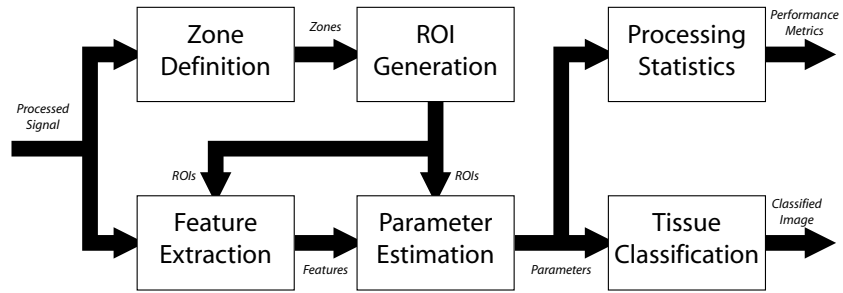 Zone
Definition
Zones
ROI
Generation
Processing
Statistics
Performance
Metrics
Processed
Signal
ROIs
ROIs
Feature
Extraction
Features
Parameter
Estimation
Parameters
Tissue
Classification
Classified
Image